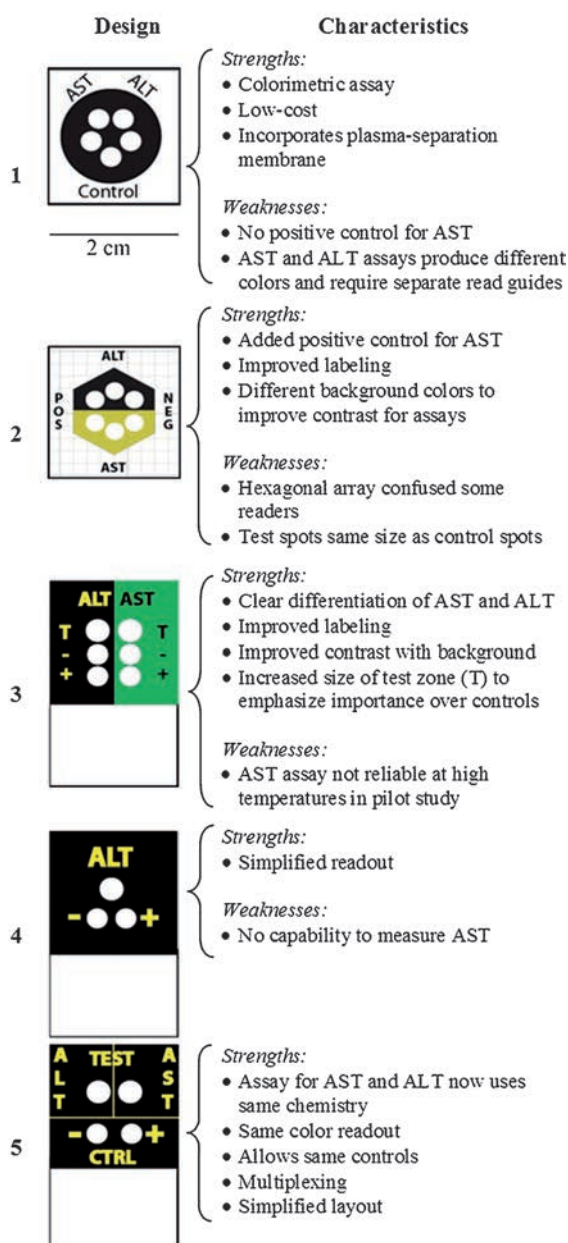 Design Characteristics
1
AST ALT
Control
2 cm
Strengths:
• Colorimetric assay
• Low-cost
• Incorporates plasma-separation
membrane
Weaknesses:
• No positive control for AST
• AST and ALT assays produce different
colors and require separate read guides
2
ALT
POS
NEG
AST
Strengths:
• Added positive control for AST
• Improved labeling
• Different background colors to
improve contrast for assays
Weaknesses:
• Hexagonal array confused some
readers
• Test spots same size as control spots
3
ALT AST
T T
- -
+ +
Strengths:
• Clear differentiation of AST and ALT
• Improved labeling
• Improved contrast with background
• Increased size of test zone (T) to
emphasize importance over controls
Weaknesses:
• AST assay not reliable at high
temperatures in pilot study
4
ALT
- +
Strengths:
• Simplified readout
Weaknesses:
• No capability to measure AST
5
ALT
TEST
AST
- +
CTRL
Strengths:
• Assay for AST and ALT now uses
same chemistry
• Same color readout
• Allows same controls
• Multiplexing
• Simplified layout